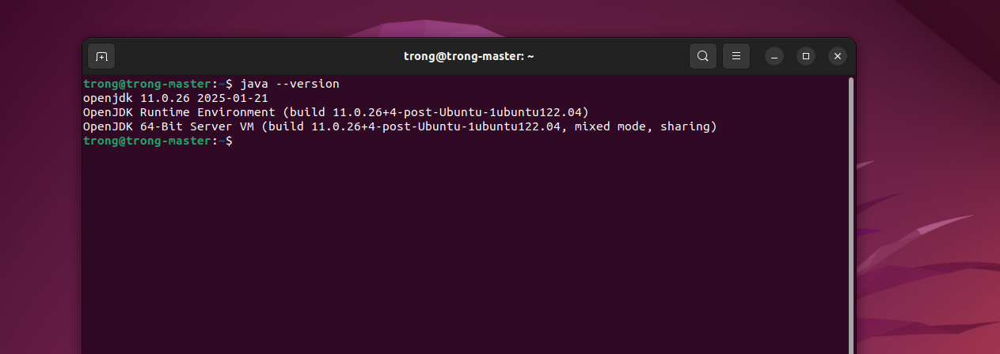 trong@trong-master: ~
trong@trong-master:~$ java --version
openjdk 11.0.26 2025-01-21
OpenJDK Runtime Environment (build 11.0.26+4-post-Ubuntu-1ubuntu122.04)
OpenJDK 64-Bit Server VM (build 11.0.26+4-post-Ubuntu-1ubuntu122.04, mixed mode, sharing)
trong@trong-master:~$